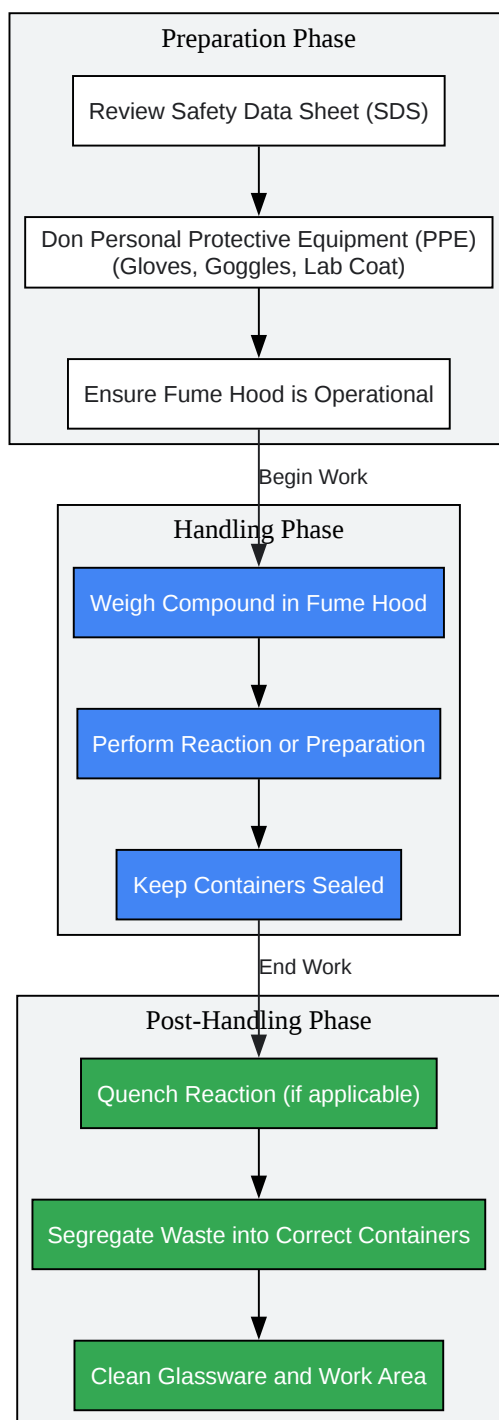 Preparation Phase
Review Safety Data Sheet (SDS)
Don Personal Protective Equipment (PPE)
(Gloves, Goggles, Lab Coat)
Ensure Fume Hood is Operational
Begin Work
Handling Phase
Weigh Compound in Fume Hood
Perform Reaction or Preparation
Keep Containers Sealed
End Work
Post-Handling Phase
Quench Reaction (if applicable)
Segregate Waste into Correct Containers
Clean Glassware and Work Area